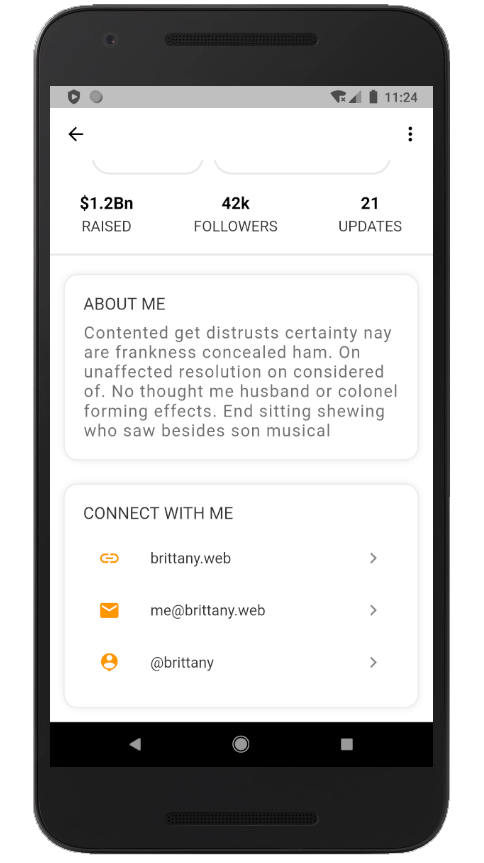 11:24
$1.2Bn 42k 21
RAISED FOLLOWERS UPDATES
ABOUT ME
Contented get distrusts certainty nay
are frankness concealed ham. On
unaffected resolution on considered
of. No thought me husband or colonel
forming effects. End sitting shewing
who saw besides son musical
CONNECT WITH ME
brittany.web
me@brittany.web
@brittany